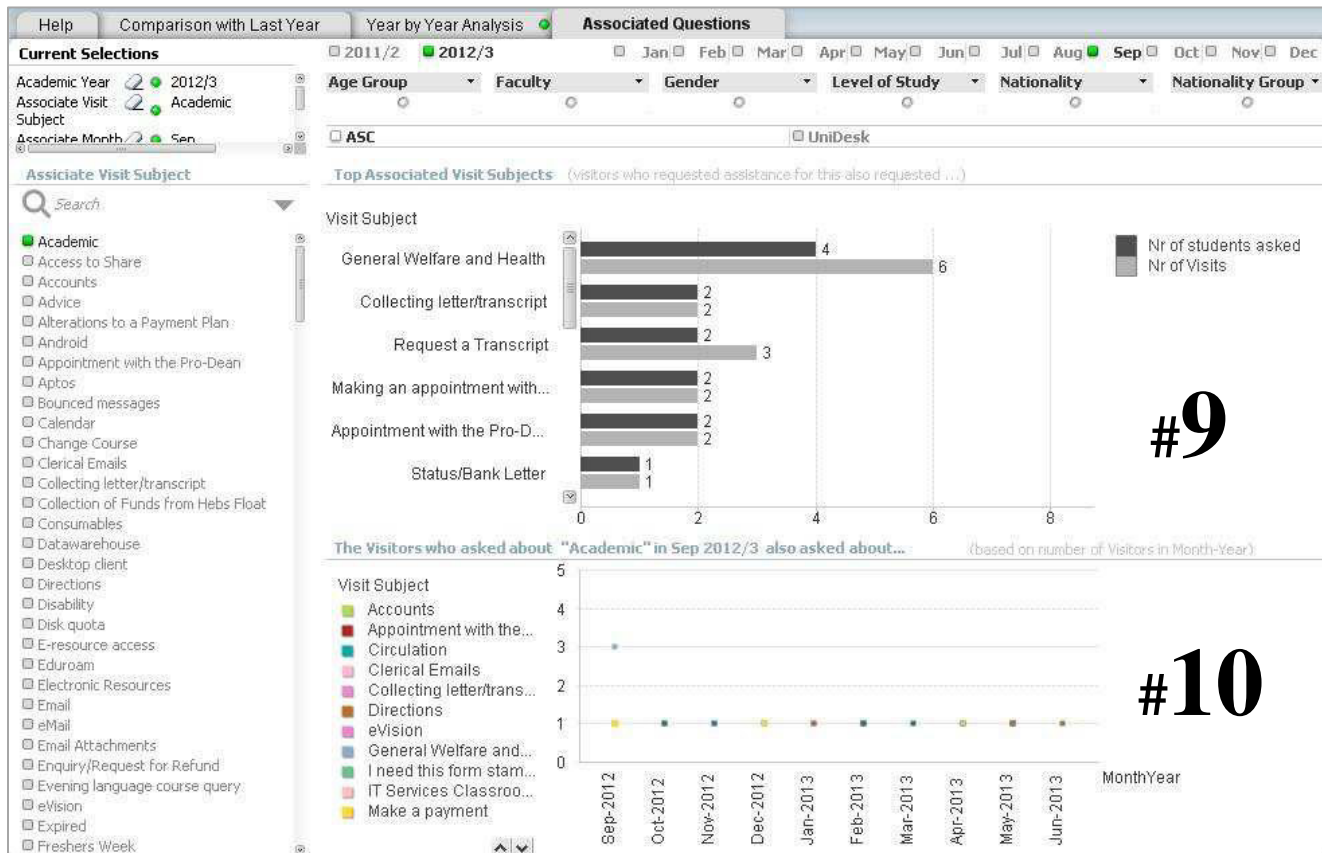 Help
Comparison with Last Year
Year by Year Analysis
Associated Questions
Current Selections
Academic Year 2012/3
Associate Visit Academic
Subject
Associate Month Sep
2011/2 2012/3
Jan Feb Mar Apr May Jun Jul Aug Sep Oct Nov Dec
Age Group
Faculty
Gender
Level of Study
Nationality
Nationality Group
ASC
UniDesk
Assiciate Visit Subject
Search
Academic
Access to Share
Accounts
Advice
Alterations to a Payment Plan
Android
Appointment with the Pro-Dean
Aptos
Bounced messages
Calendar
Change Course
Clerical Emails
Collecting letter/transcript
Collection of Funds from Hebs Float
Consumables
Datawarehouse
Desktop client
Directions
Disability
Disk quota
E-resource access
Eduroam
Electronic Resources
Email
eMail
Email Attachments
Enquiry/Request for Refund
Evening language course query
eVision
Expired
Freshers Week
Top Associated Visit Subjects (visitors who requested assistance for this also requested ...)
Visit Subject
General Welfare and Health
4
6
Collecting letter/transcript
2
2
Request a Transcript
2
3
Making an appointment with...
2
2
Appointment with the Pro-D...
2
2
Status/Bank Letter
1
1
0 2 4 6 8
Nr of students asked
Nr of Visits
#9
The Visitors who asked about "Academic" in Sep 2012/3 also asked about... (based on number of Visitors in Month-Year)
Visit Subject
Accounts
Appointment with the...
Circulation
Clerical Emails
Collecting letter/trans...
Directions
eVision
General Welfare and...
I need this form stam...
IT Services Classroo...
Make a payment
5
4
3
2
1
0
Sep-2012
Oct-2012
Nov-2012
Dec-2012
Jan-2013
Feb-2013
Mar-2013
Apr-2013
May-2013
Jun-2013
MonthYear
#10